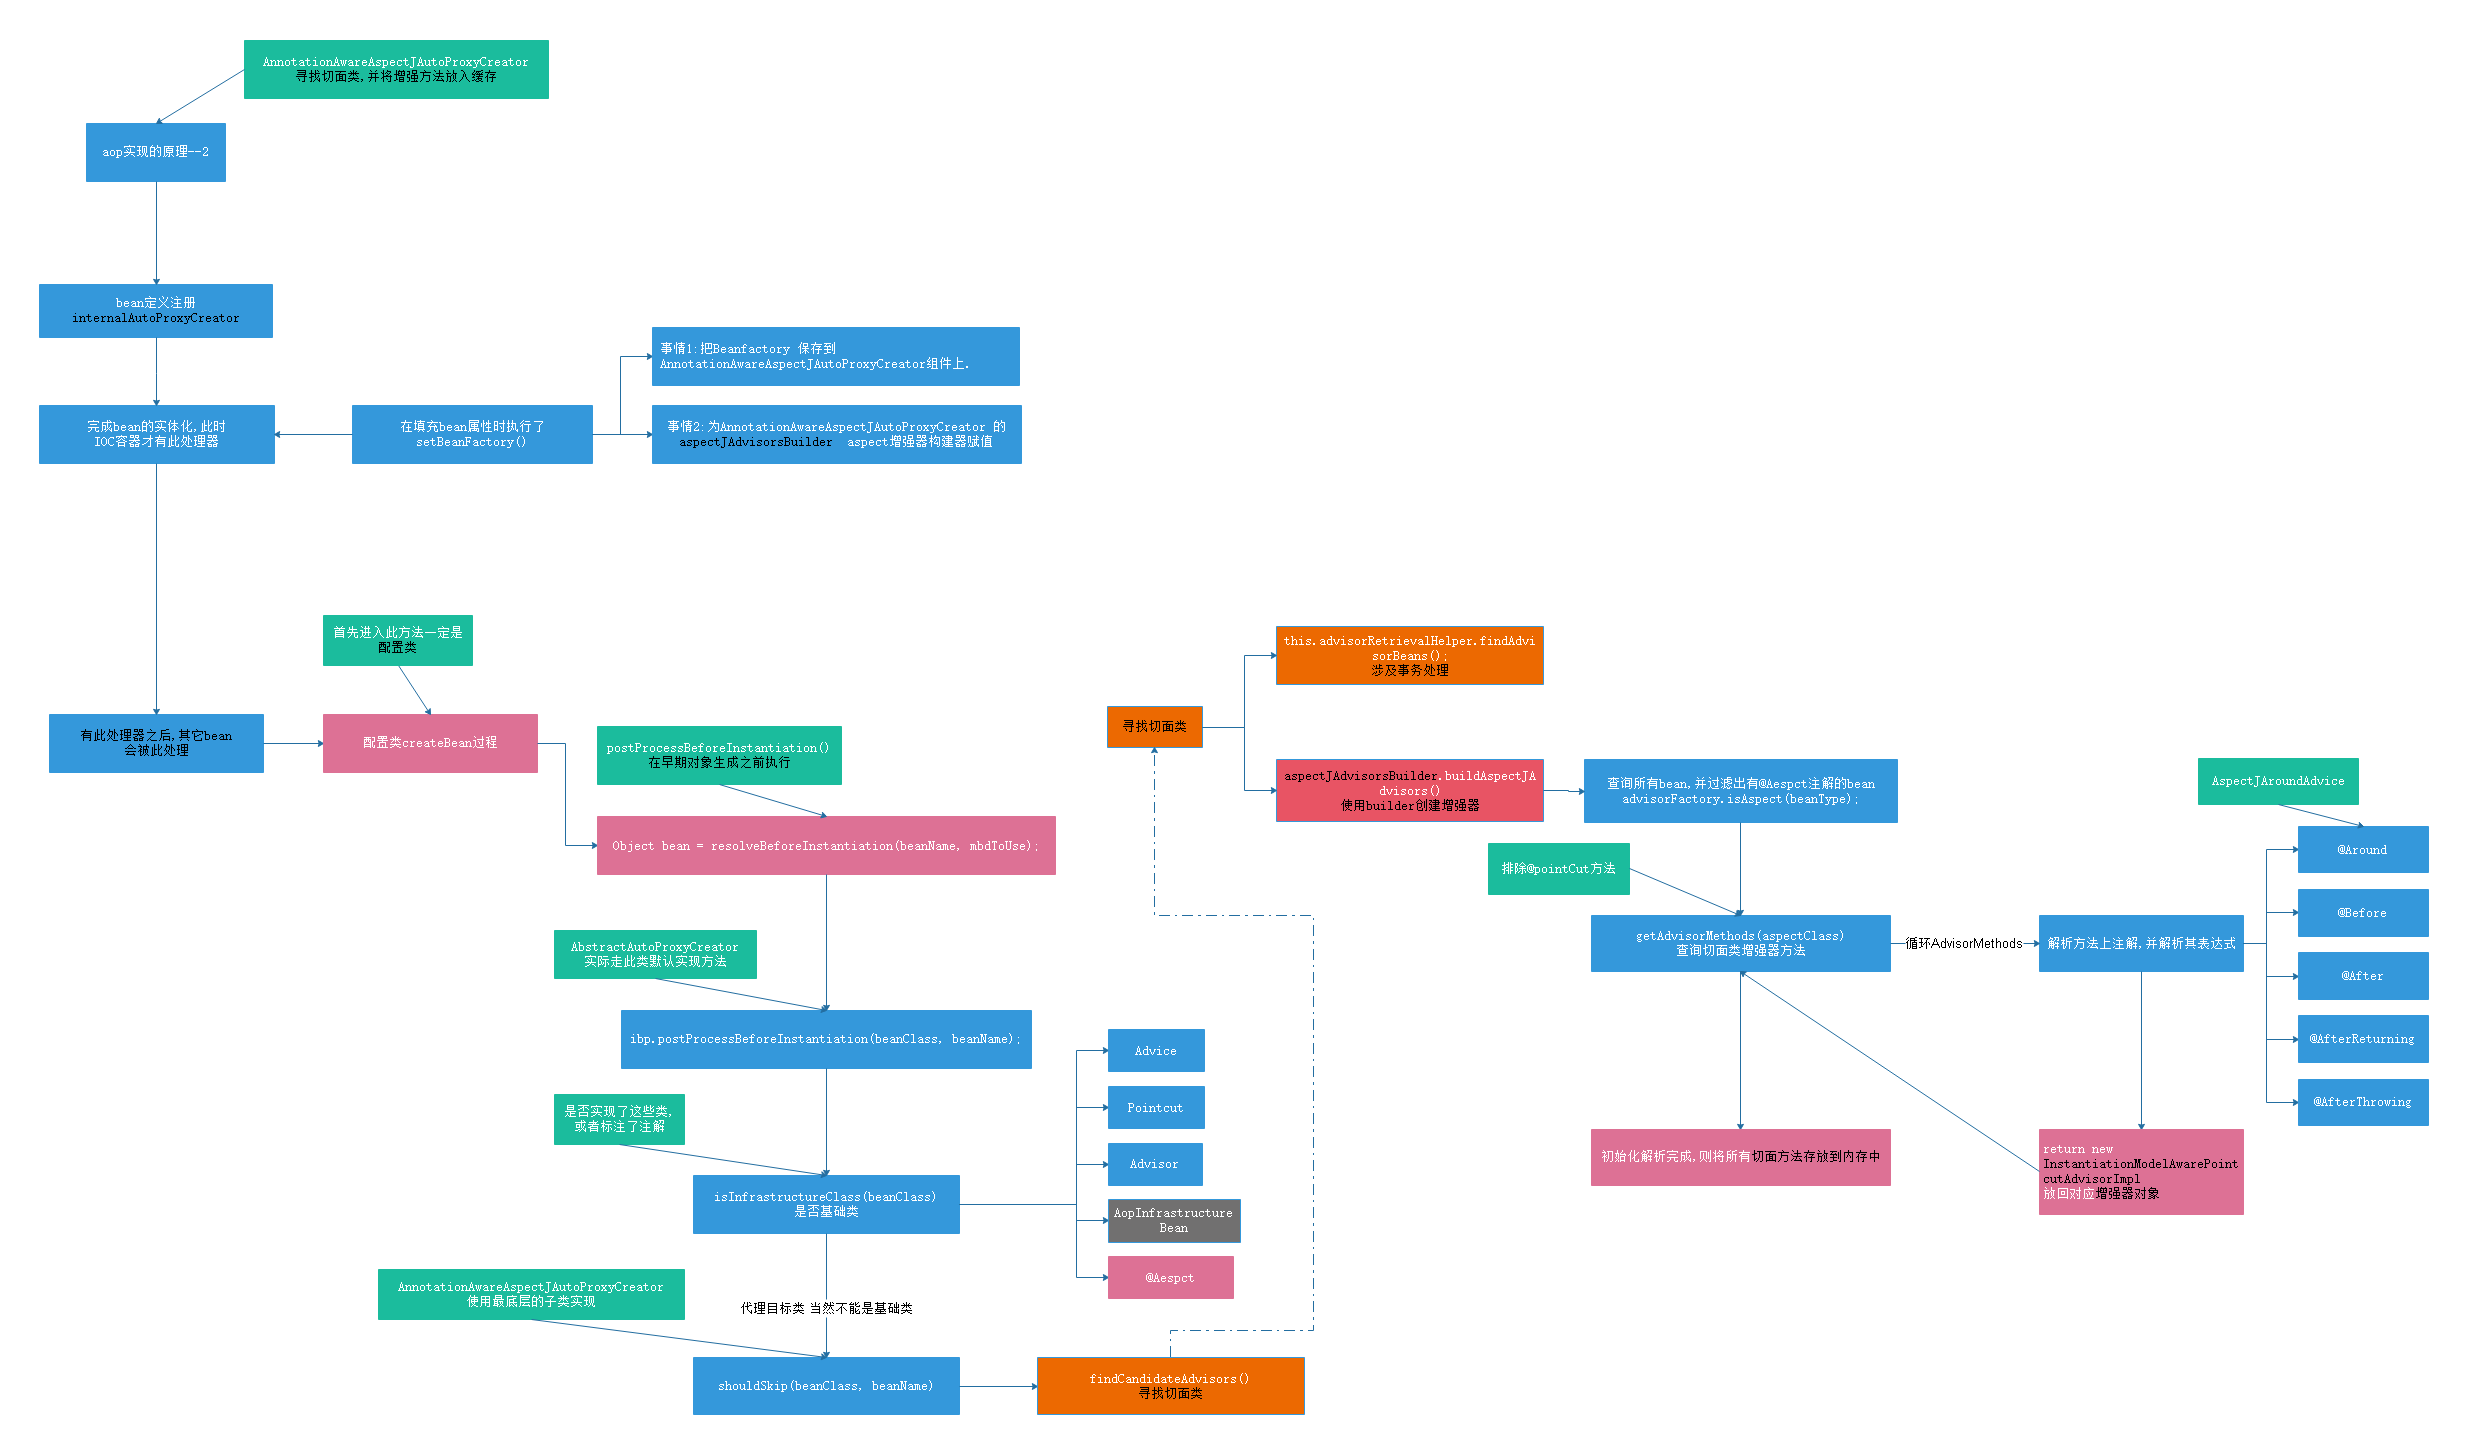 AnnotationAwareAspectJAutoProxyCreator
寻找切面类,并将增强方法放入缓存
aop实现的原理--2
bean定义注册
internalAutoProxyCreator
事情1:把Beanfactory 保存到
AnnotationAwareAspectJAutoProxyCreator组件上.
完成bean的实体化,此时
IOC容器才有此处理器
在填充bean属性时执行了
setBeanFactory()
事情2:为AnnotationAwareAspectJAutoProxyCreator 的
aspectJAdvisorsBuilder  aspect增强器构建器赋值
首先进入此方法一定是
配置类
有此处理器之后,其它bean
会被此处理
配置类createBean过程
postProcessBeforeInstantiation()
在早期对象生成之前执行
Object bean = resolveBeforeInstantiation(beanName, mbdToUse);
AbstractAutoProxyCreator
实际走此类默认实现方法
ibp.postProcessBeforeInstantiation(beanClass, beanName);
是否实现了这些类,
或者标注了注解
isInfrastructureClass(beanClass)
是否基础类
Advice
Pointcut
Advisor
AopInfrastructure
Bean
@Aespct
AnnotationAwareAspectJAutoProxyCreator
使用最底层的子类实现
代理目标类 当然不能是基础类
shouldSkip(beanClass, beanName)
findCandidateAdvisors()
寻找切面类
寻找切面类
this.advisorRetrievalHelper.findAdvi
sorBeans();
涉及事务处理
aspectJAdvisorsBuilder.buildAspectJA
dvisors()
使用builder创建增强器
查询所有bean,并过滤出有@Aespct注解的bean
advisorFactory.isAspect(beanType);
排除@pointCut方法
getAdvisorMethods(aspectClass)
查询切面类增强器方法
循环AdvisorMethods
解析方法上注解,并解析其表达式
AspectJAroundAdvice
@Around
@Before
@After
@AfterReturning
@AfterThrowing
初始化解析完成,则将所有切面方法存放到内存中
return new
InstantiationModelAwarePoint
cutAdvisorImpl
放回对应增强器对象